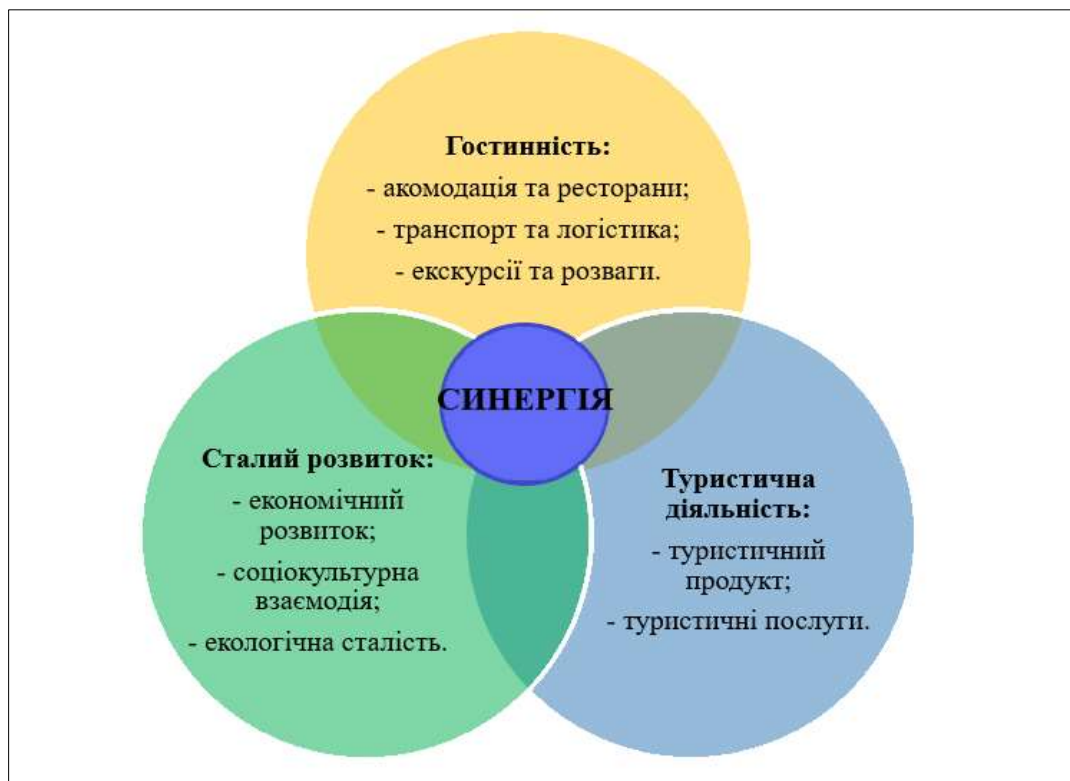 Гостинність:
- акомодація та ресторани;
- транспорт та логістика;
- екскурсії та розваги.
СИНЕРГІЯ
Сталий розвиток:
- економічний
розвиток;
- соціокультурна
взаємодія;
- екологічна сталість.
Туристична
діяльність:
- туристичний
продукт;
- туристичні послуги.